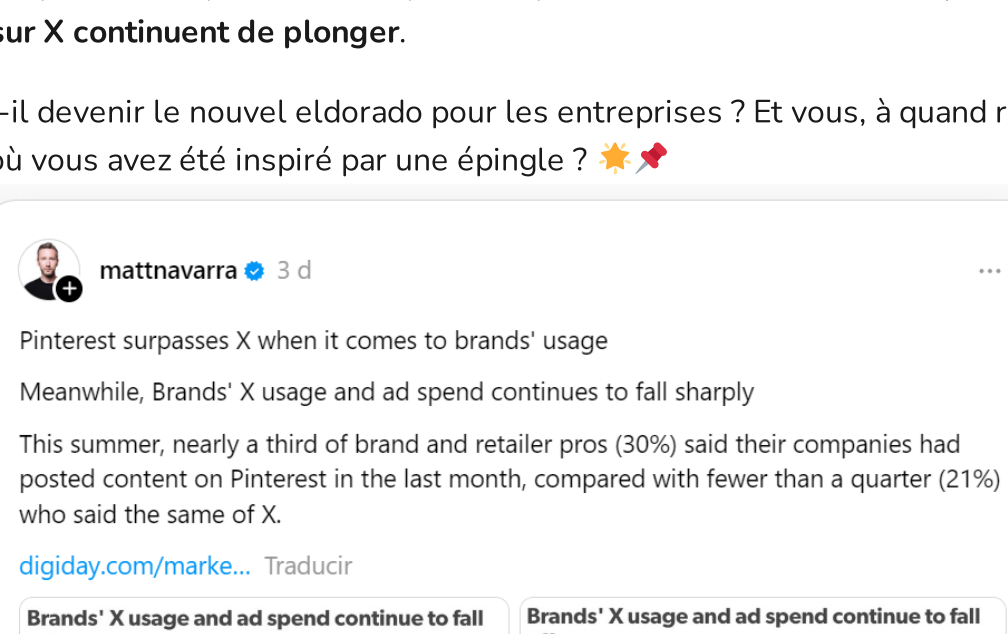 sur X continuent de plonger.
-il devenir le nouvel eldorado pour les entreprises ? Et vous, à quand r
où vous avez été inspiré par une épingle ? 🌟📌
mattnavarra 3 d
Pinterest surpasses X when it comes to brands' usage
Meanwhile, Brands' X usage and ad spend continues to fall sharply
This summer, nearly a third of brand and retailer pros (30%) said their companies had
posted content on Pinterest in the last month, compared with fewer than a quarter (21%)
who said the same of X.
digiday.com/marke... Traducir
Brands' X usage and ad spend continue to fall
Brands' X usage and ad spend continue to fall